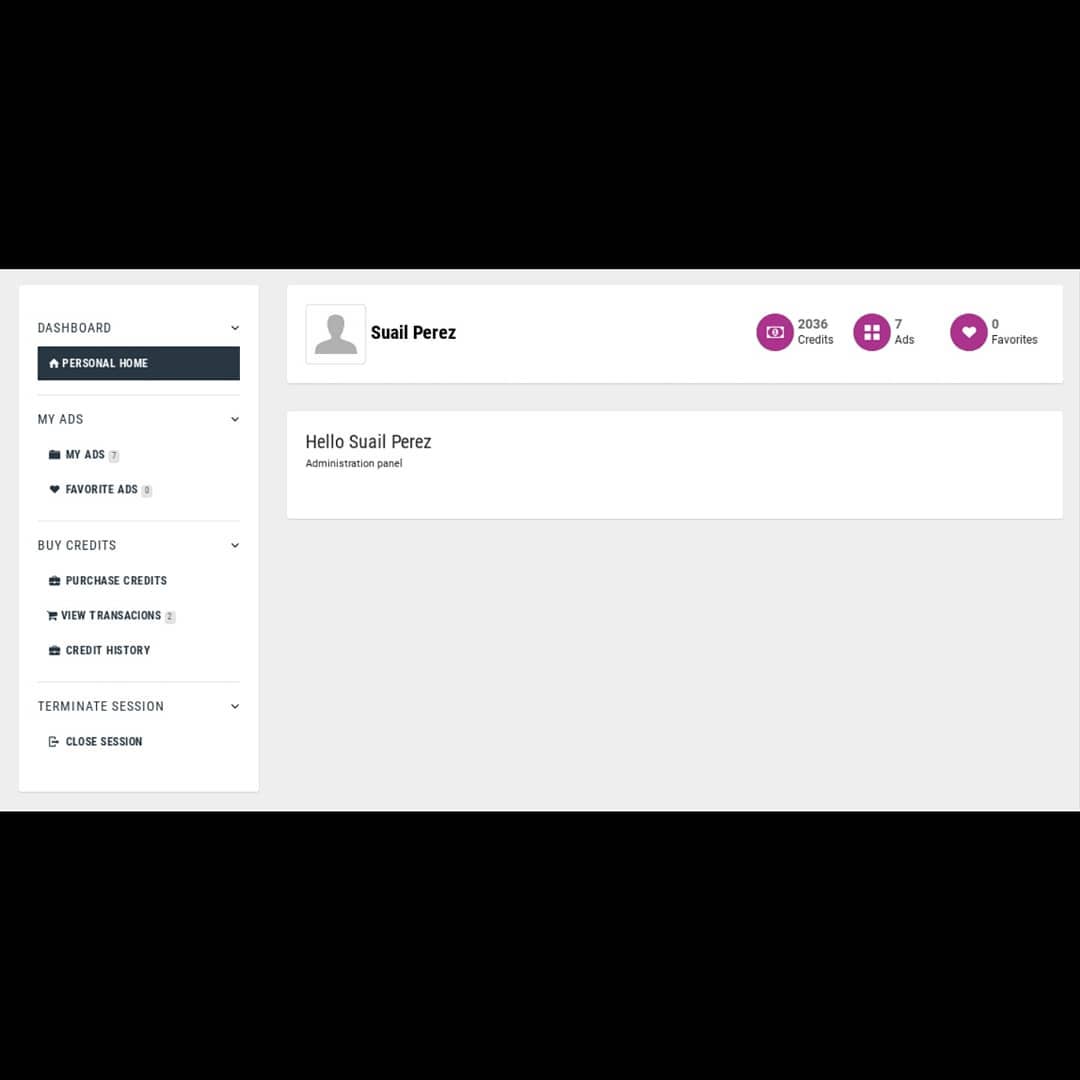 DASHBOARD
PERSONAL HOME
MY ADS
MY ADS 7
FAVORITE ADS 0
BUY CREDITS
PURCHASE CREDITS
VIEW TRANSACIONS 2
CREDIT HISTORY
TERMINATE SESSION
CLOSE SESSION
Suail Perez
2036
Credits
7
Ads
0
Favorites
Hello Suail Perez
Administration panel